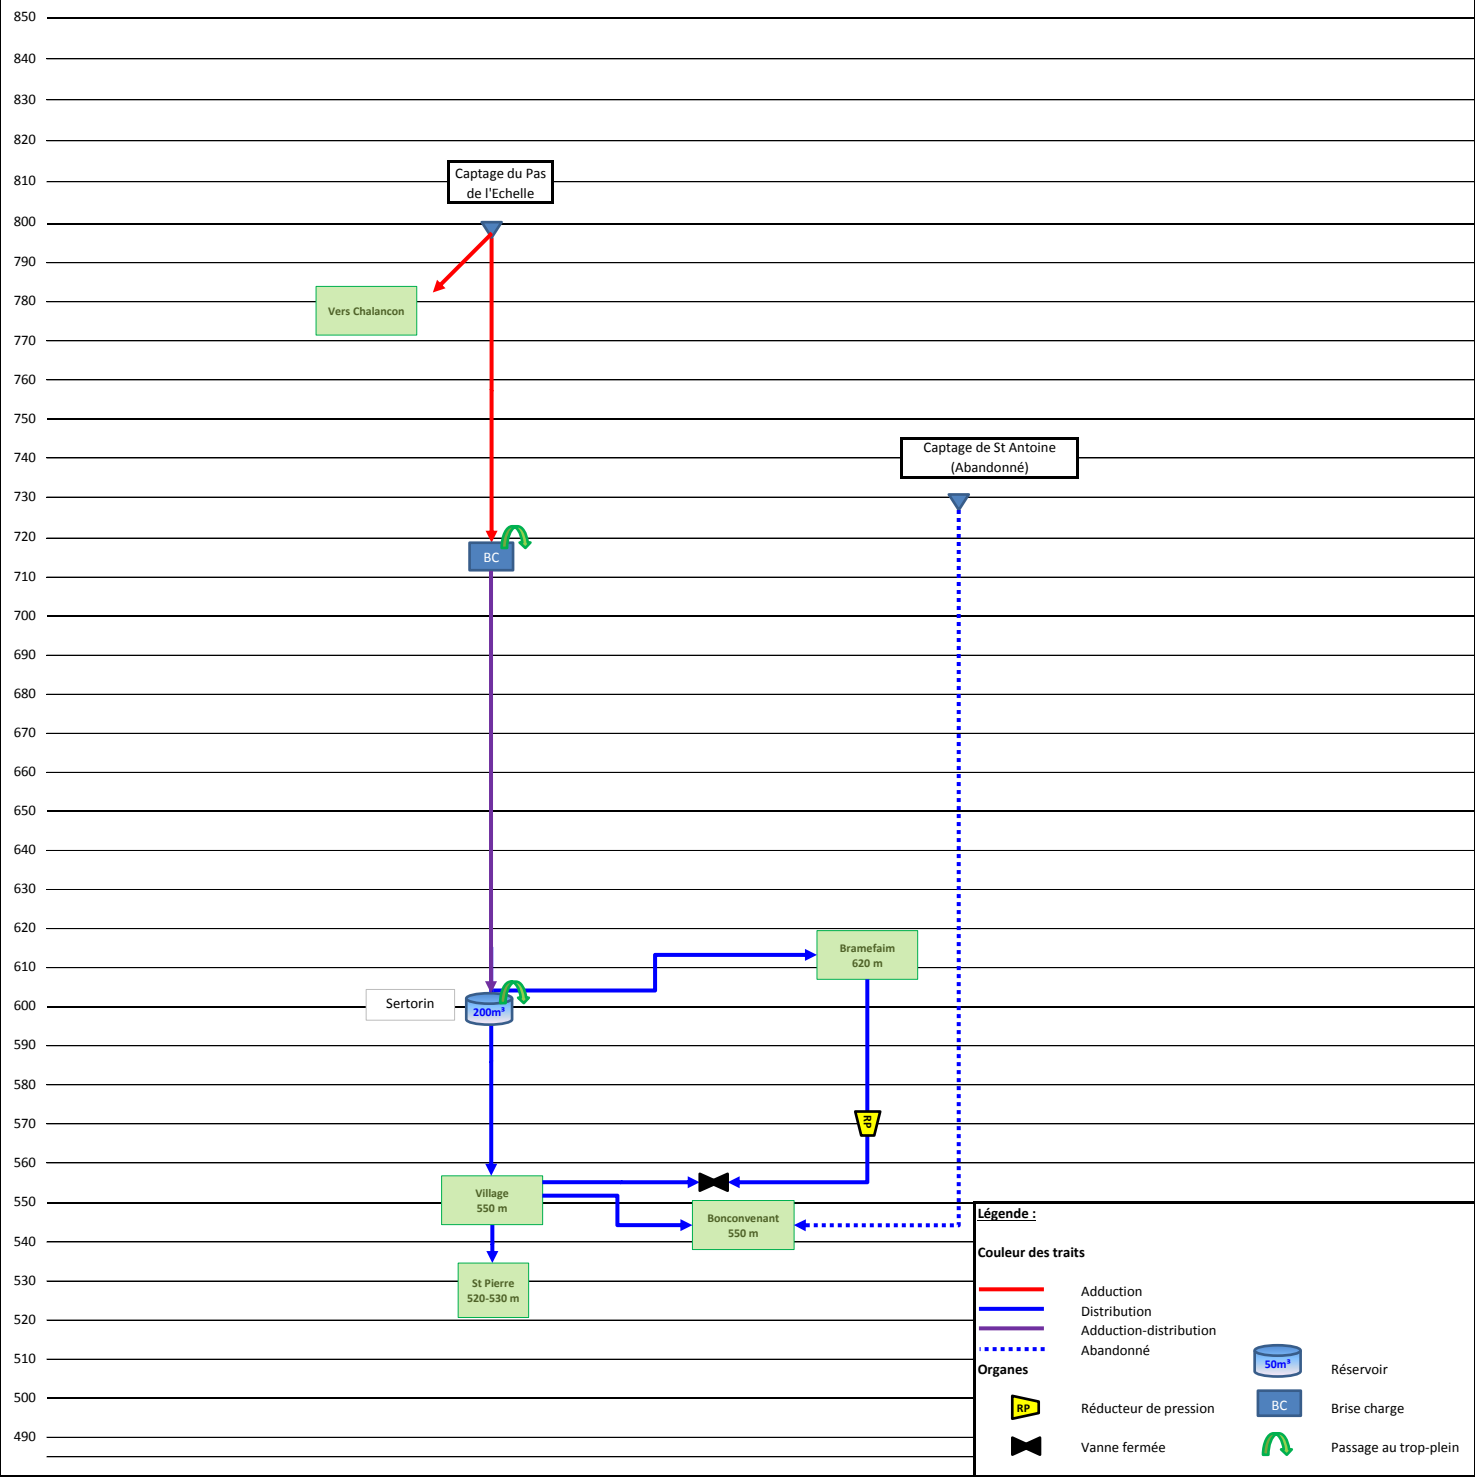 850
840
830
820
Captage du Pas
de l'Echelle
810
800
790
780
Vers Chalancon
770
760
750
740
Captage de St Antoine
(Abandonné)
730
720
BC
710
700
690
680
670
660
650
640
630
620
Bramefaim
620 m
610
Sertorin
600
200m³
590
580
570
RP
560
550
Village
550 m
Bonconvenant
550 m
540
530
St Pierre
520-530 m
520
510
500
490
Légende :
Couleur des traits
Adduction
Distribution
Adduction-distribution
Abandonné
Organes
50m³
Réservoir
RP
Réducteur de pression
BC
Brise charge
Vanne fermée
Passage au trop-plein